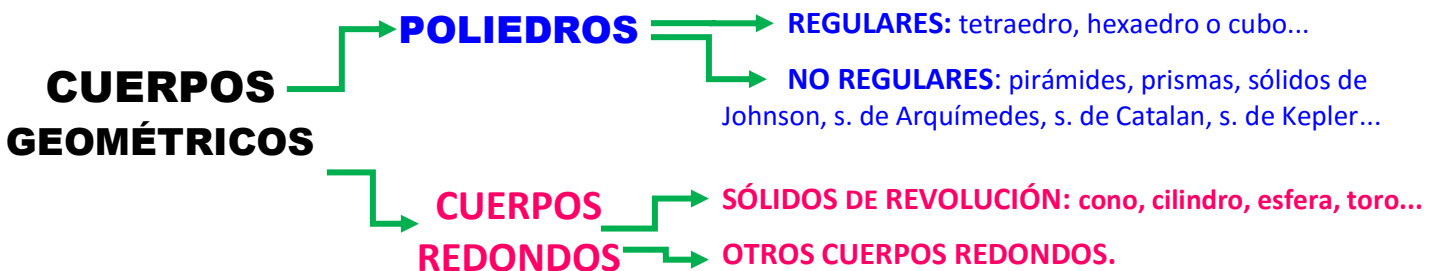 CUERPOS
GEOMÉTRICOS
POLIEDROS
REGULARES: tetraedro, hexaedro o cubo...
NO REGULARES: pirámides, prismas, sólidos de
Johnson, s. de Arquímedes, s. de Catalan, s. de Kepler...
CUERPOS
REDONDOS
SÓLIDOS DE REVOLUCIÓN: cono, cilindro, esfera, toro...
OTROS CUERPOS REDONDOS.